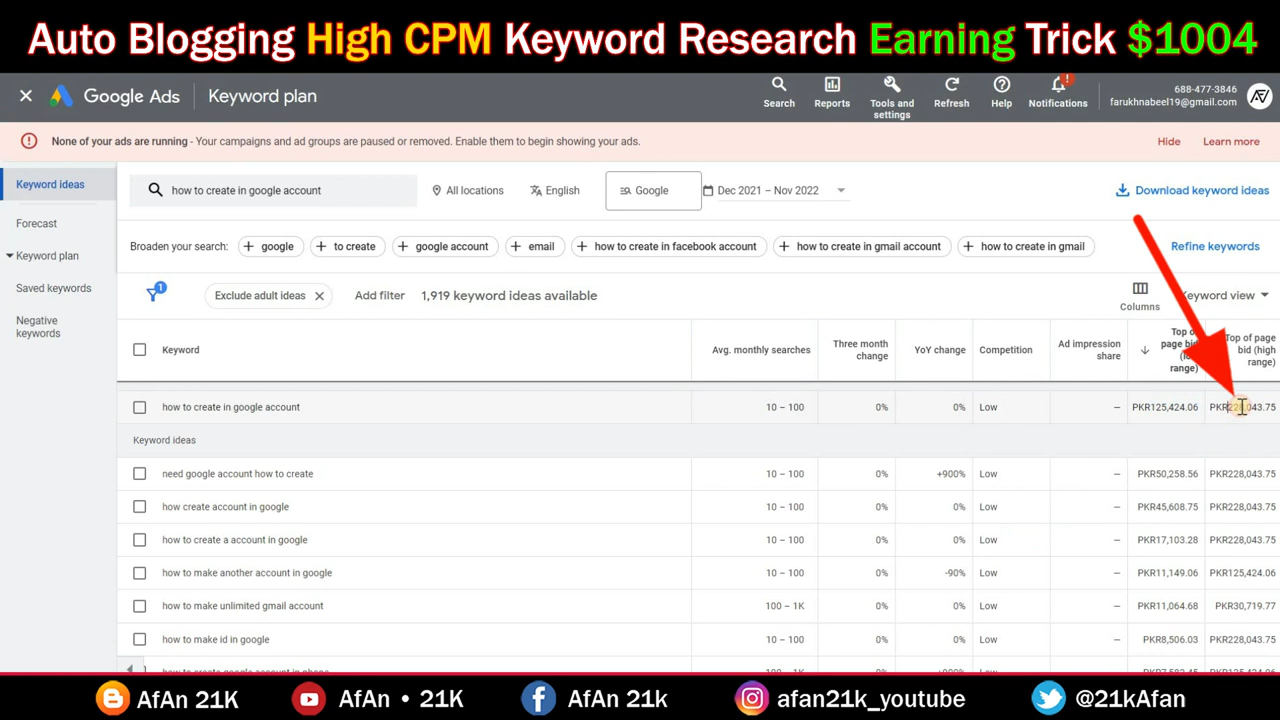 Auto Blogging High CPM Keyword Research Earning Trick $1004
Google Ads Keyword plan
Search
Reports
Tools and settings
Refresh
Help
Notifications
688-477-3846
farukhnabeel19@gmail.com
None of your ads are running - Your campaigns and ad groups are paused or removed. Enable them to begin showing your ads.
Hide
Learn more
Keyword ideas
Forecast
Keyword plan
Saved keywords
Negative keywords
how to create in google account
All locations
English
Google
Dec 2021 – Nov 2022
Download keyword ideas
Broaden your search:
+ google
+ to create
+ google account
+ email
+ how to create in facebook account
+ how to create in gmail account
+ how to create in gmail
Refine keywords
1
Exclude adult ideas
Add filter
1,919 keyword ideas available
Columns
Keyword view
Keyword
Avg. monthly searches
Three month change
YoY change
Competition
Ad impression share
Top of page bid (low range)
Top of page bid (high range)
how to create in google account 10 – 100 0% 0% Low – PKR125,424.06 PKR228,043.75
Keyword ideas
need google account how to create 10 – 100 0% +900% Low – PKR50,258.56 PKR228,043.75
how create account in google 10 – 100 0% 0% Low – PKR45,608.75 PKR228,043.75
how to create a account in google 10 – 100 0% 0% Low – PKR17,103.28 PKR228,043.75
how to make another account in google 10 – 100 0% -90% Low – PKR11,149.06 PKR125,424.06
how to make unlimited gmail account 100 – 1K 0% 0% Low – PKR11,064.68 PKR30,719.77
how to make id in google 10 – 100 0% 0% Low – PKR8,506.03 PKR228,043.75
AfAn 21K
AfAn • 21K
AfAn 21k
afan21k_youtube
@21kAfan